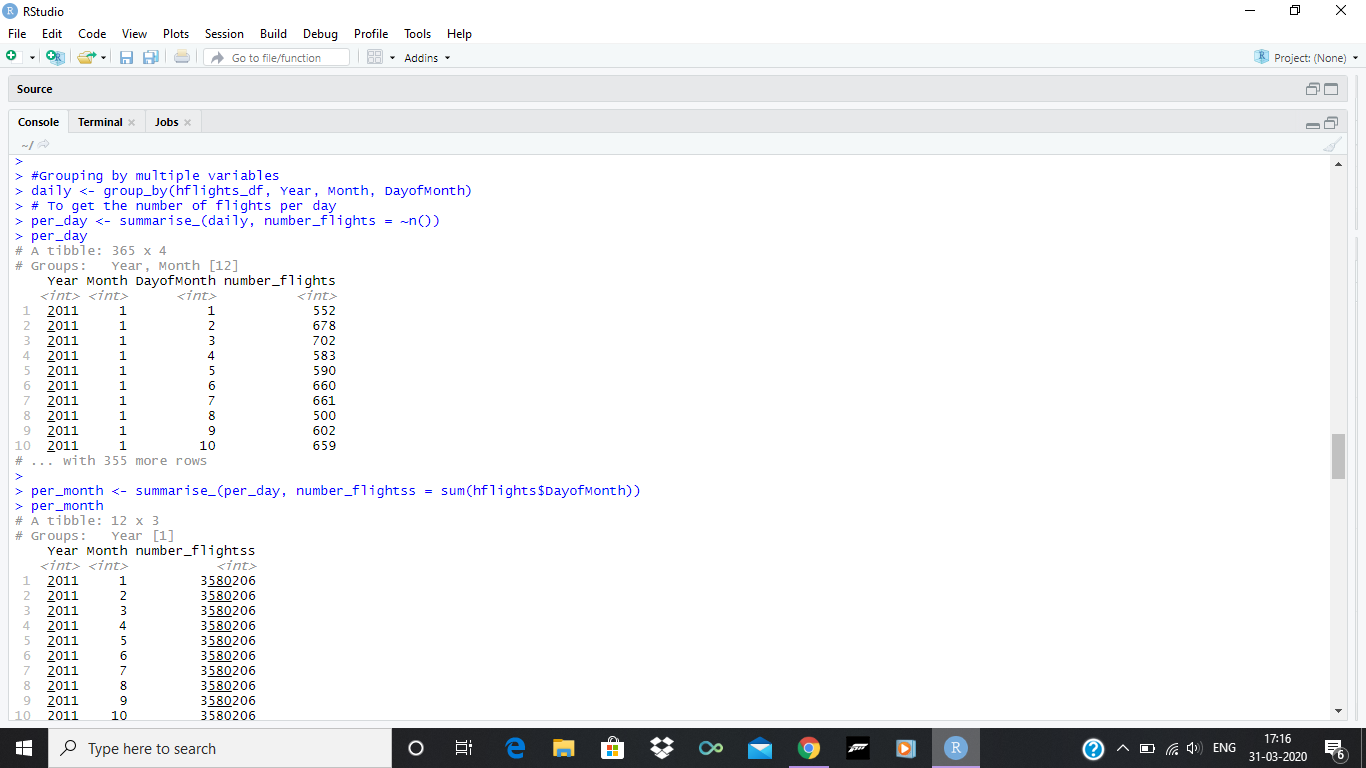 RStudio
File Edit Code View Plots Session Build Debug Profile Tools Help
Go to file/function Addins Project: (None)
Source
Console Terminal Jobs
~/
>
> #Grouping by multiple variables
> daily <- group_by(hflights_df, Year, Month, DayofMonth)
> # To get the number of flights per day
> per_day <- summarise_(daily, number_flights = ~n())
> per_day
# A tibble: 365 x 4
# Groups:   Year, Month [12]
    Year Month DayofMonth number_flights
   <int> <int>      <int>          <int>
 1  2011     1          1            552
 2  2011     1          2            678
 3  2011     1          3            702
 4  2011     1          4            583
 5  2011     1          5            590
 6  2011     1          6            660
 7  2011     1          7            661
 8  2011     1          8            500
 9  2011     1          9            602
10  2011     1         10            659
# ... with 355 more rows
>
> per_month <- summarise_(per_day, number_flightss = sum(hflights$DayofMonth))
> per_month
# A tibble: 12 x 3
# Groups:   Year [1]
    Year Month number_flightss
   <int> <int>           <int>
 1  2011     1         3580206
 2  2011     2         3580206
 3  2011     3         3580206
 4  2011     4         3580206
 5  2011     5         3580206
 6  2011     6         3580206
 7  2011     7         3580206
 8  2011     8         3580206
 9  2011     9         3580206
10  2011    10         3580206
Type here to search
ENG
17:16
31-03-2020
6